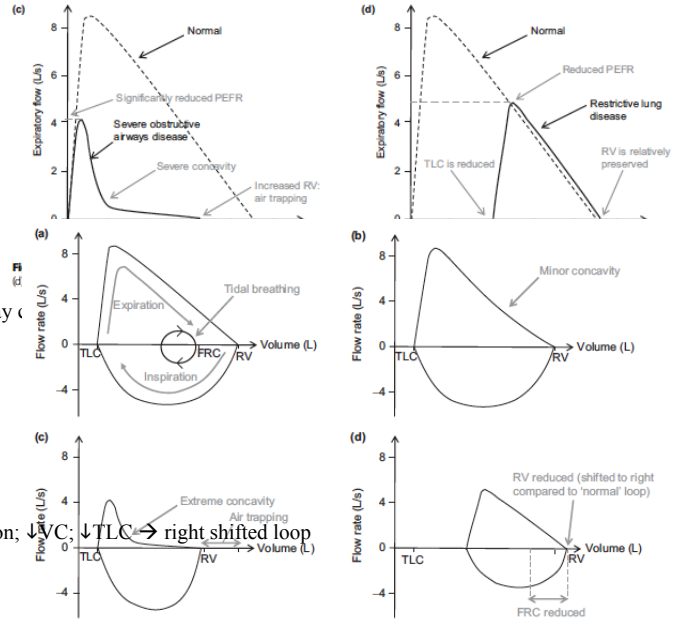 (c)
8
6
4
2
0
Expiratory flow (L/s)
Normal
Significantly reduced PEFR
Severe obstructive
airways disease
Severe concavity
Increased RV:
air trapping
(d)
8
6
4
2
0
Expiratory flow (L/s)
Normal
Reduced PEFR
Restrictive lung
disease
TLC is reduced
RV is relatively
preserved
Fi
(d)
(a)
8
4
0
–4
Flow rate (L/s)
Expiration
Tidal breathing
Volume (L)
TLC
FRC
RV
Inspiration
(b)
8
4
0
–4
Flow rate (L/s)
Minor concavity
Volume (L)
TLC
RV
(c)
8
4
0
–4
Flow rate (L/s)
Extreme concavity
Air trapping
Volume (L)
TLC
RV
on; ↓VC; ↓TLC → right shifted loop
(d)
8
4
0
–4
Flow rate (L/s)
RV reduced (shifted to right
compared to 'normal' loop)
Volume (L)
TLC
RV
FRC reduced